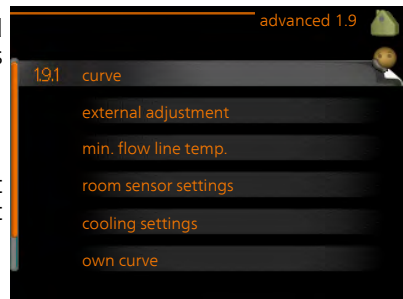 advanced 1.9
1.9.1 curve
external adjustment
min. flow line temp.
room sensor settings
cooling settings
own curve